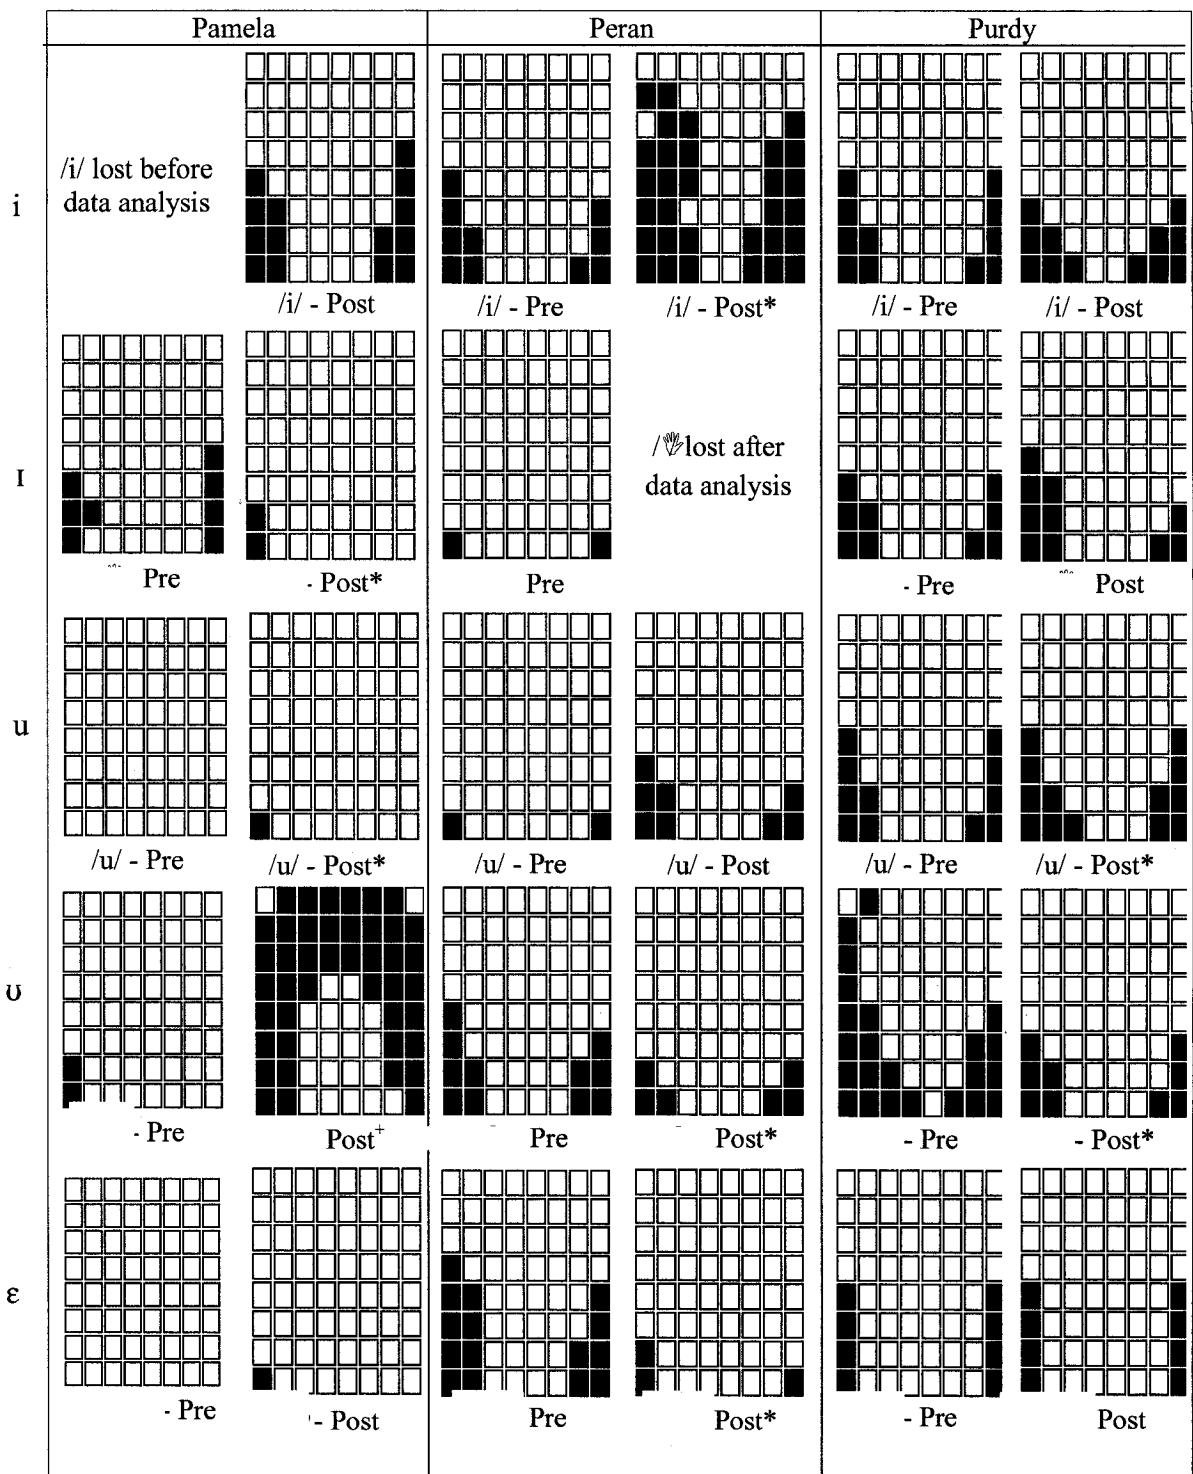 Pamela Peran Purdy
i
/i/ lost before
data analysis
/i/ - Post /i/ - Pre /i/ - Post* /i/ - Pre /i/ - Post
ɪ
/🖐lost after
data analysis
Pre - Post* Pre - Pre Post
u
/u/ - Pre /u/ - Post* /u/ - Pre /u/ - Post /u/ - Pre /u/ - Post*
ʊ
- Pre Post⁺ Pre Post* - Pre - Post*
ɛ
- Pre - Post Pre Post* - Pre Post